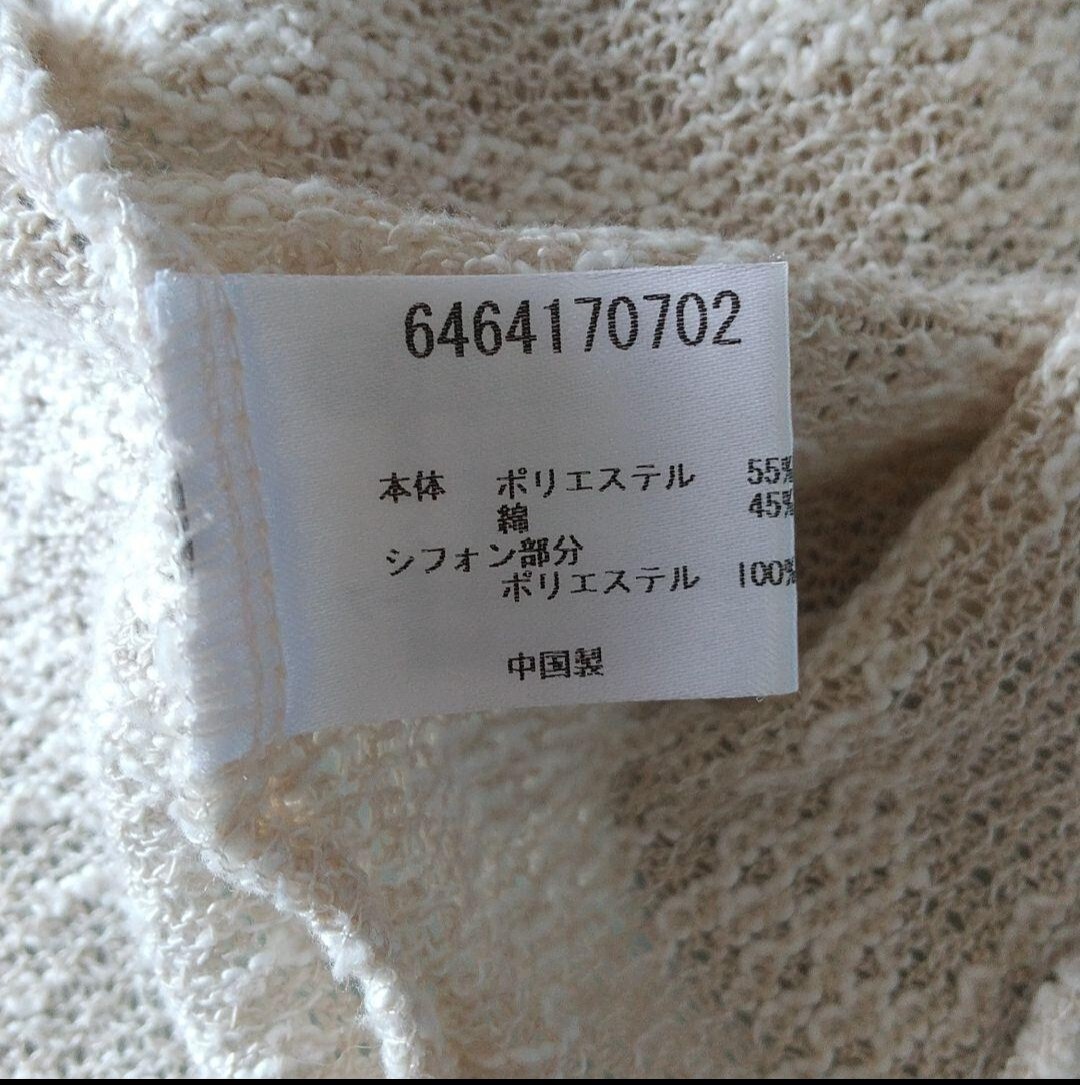 6464170702
本体 ポリエステル 55%
綿 45%
シフォン部分
ポリエステル 100%
中国製